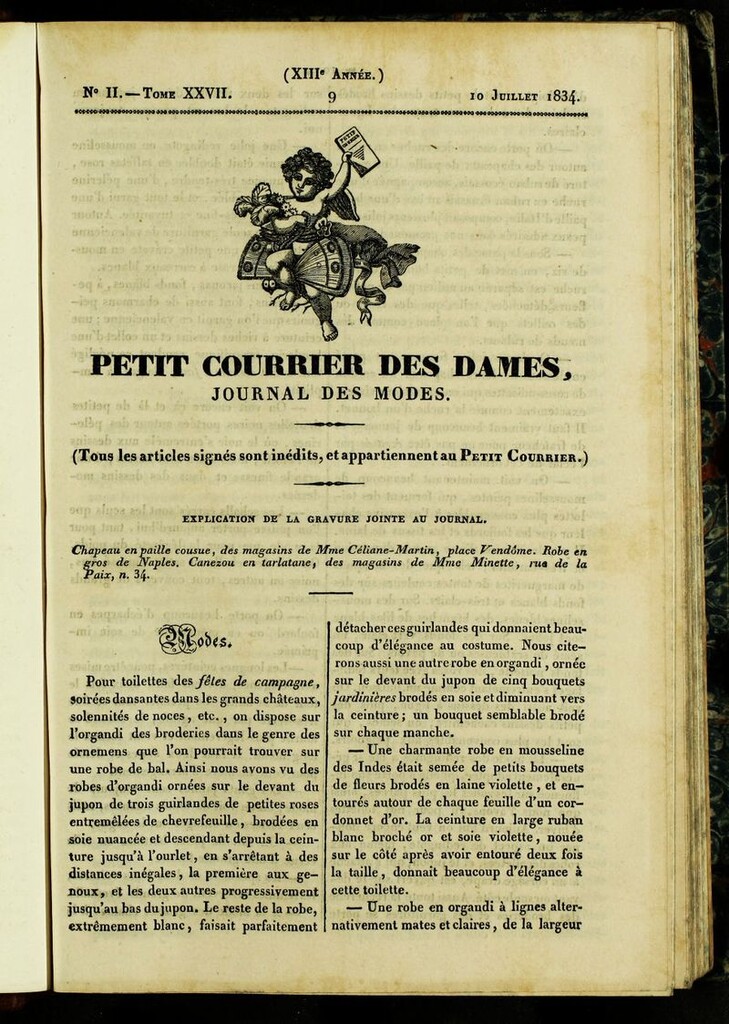 (XIIIe Année.)
No II.—Tome XXVII.
9
10 Juillet 1834.
PETIT COURRIER DES DAMES,
JOURNAL DES MODES.
(Tous les articles signés sont inédits, et appartiennent au Petit Courrier.)
EXPLICATION DE LA GRAVURE JOINTE AU JOURNAL.
Chapeau en paille cousue, des magasins de Mme Céliane-Martin, place Vendôme. Robe en
gros de Naples. Canezou en tarlatane, des magasins de Mme Minette, rue de la
Paix, n. 34.
Modes.
Pour toilettes des fêtes de campagne,
soirées dansantes dans les grands châteaux,
solennités de noces, etc., on dispose sur
l'organdi des broderies dans le genre des
ornemens que l'on pourrait trouver sur
une robe de bal. Ainsi nous avons vu des
robes d'organdi ornées sur le devant du
jupon de trois guirlandes de petites roses
entremêlées de chevrefeuille, brodées en
soie nuancée et descendant depuis la cein-
ture jusqu'à l'ourlet, en s'arrêtant à des
distances inégales, la première aux ge-
noux, et les deux autres progressivement
jusqu'au bas du jupon. Le reste de la robe,
extrêmement blanc, faisait parfaitement
détacher ces guirlandes qui donnaient beau-
coup d'élégance au costume. Nous cite-
rons aussi une autre robe en organdi, ornée
sur le devant du jupon de cinq bouquets
jardinières brodés en soie et diminuant vers
la ceinture; un bouquet semblable brodé
sur chaque manche.
— Une charmante robe en mousseline
des Indes était semée de petits bouquets
de fleurs brodés en laine violette, et en-
tourés autour de chaque feuille d'un cor-
donnet d'or. La ceinture en large ruban
blanc broché or et soie violette, nouée
sur le côté après avoir entouré deux fois
la taille, donnait beaucoup d'élégance à
cette toilette.
— Une robe en organdi à lignes alter-
nativement mates et claires, de la largeur